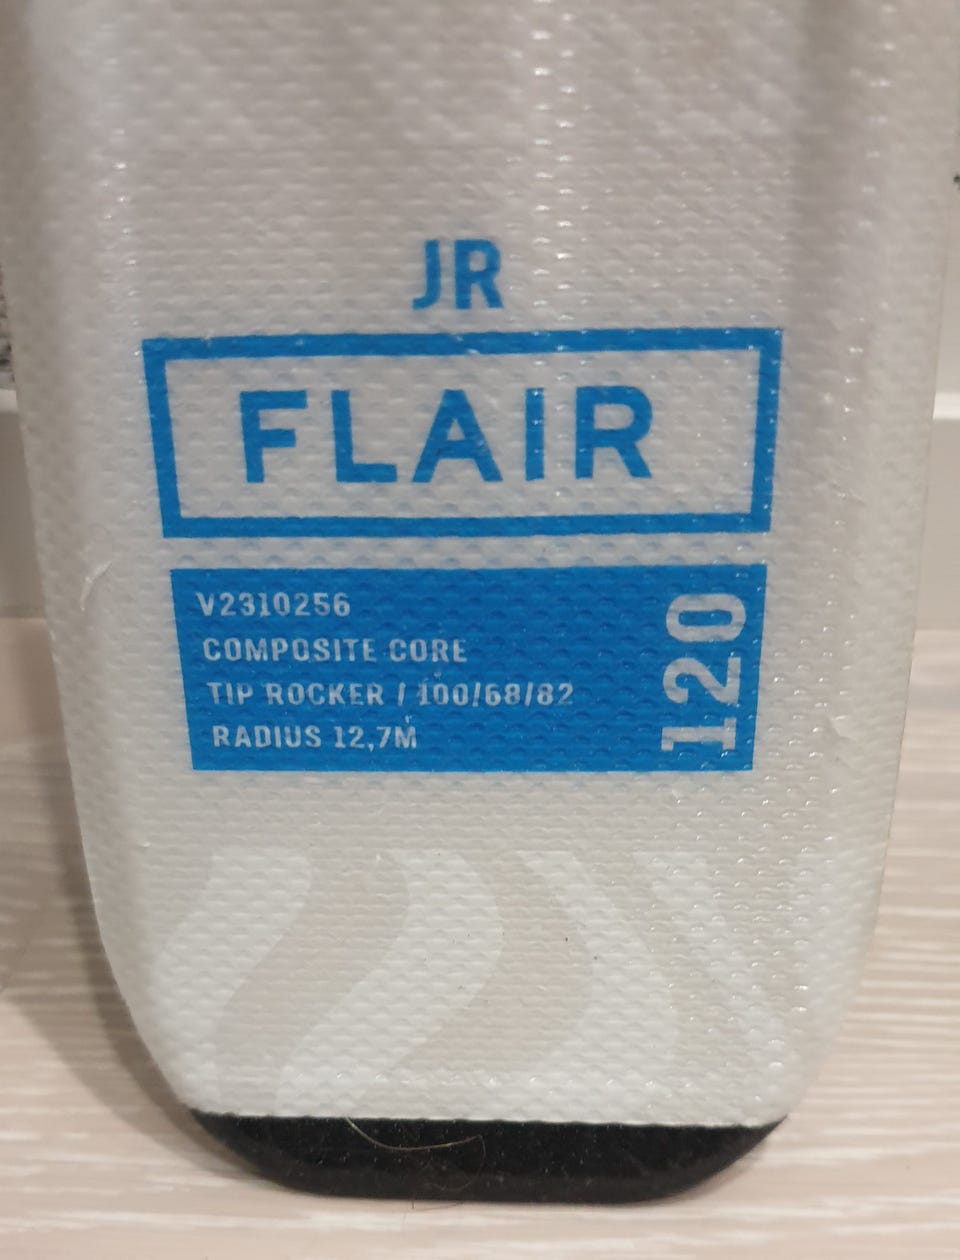 JR
FLAIR
V2310256
COMPOSITE CORE
TIP ROCKER / 100/68/82
RADIUS 12,7M
120